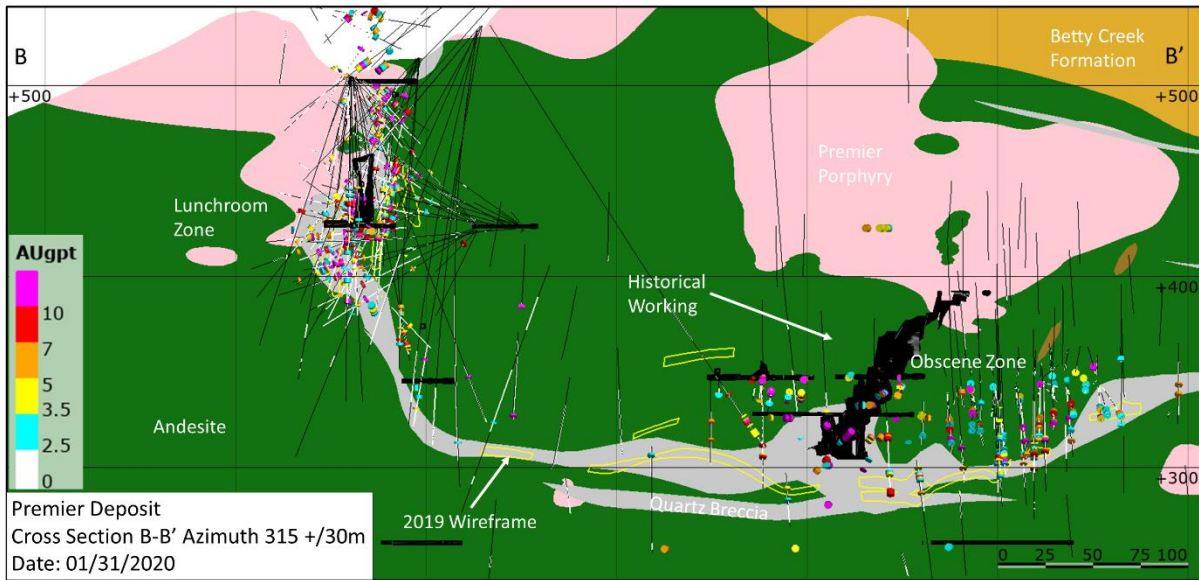 B
B’
Betty Creek
Formation
+500
+500
Premier
Porphyry
Lunchroom
Zone
AUgpt
10
7
5
3.5
2.5
0
+400
Historical
Working
Obscene Zone
Andesite
+300
Quartz Breccia
2019 Wireframe
Premier Deposit
Cross Section B-B’ Azimuth 315 +/30m
Date: 01/31/2020
0 25 50 75 100